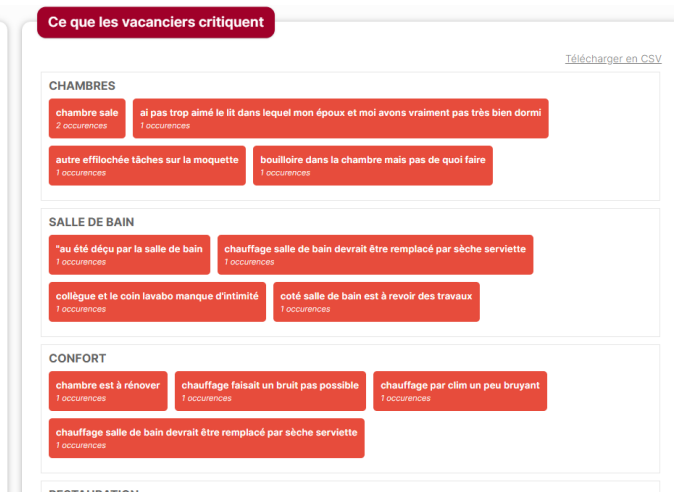 Ce que les vacanciers critiquent
Télécharger en CSV
CHAMBRES
chambre sale
2 occurences
ai pas trop aimé le lit dans lequel mon époux et moi avons vraiment pas très bien dormi
1 occurences
autre effilochée tâches sur la moquette
1 occurences
bouilloire dans la chambre mais pas de quoi faire
1 occurences
SALLE DE BAIN
"au été déçu par la salle de bain
1 occurences
chauffage salle de bain devrait être remplacé par sèche serviette
1 occurences
collègue et le coin lavabo manque d'intimité
1 occurences
coté salle de bain est à revoir des travaux
1 occurences
CONFORT
chambre est à rénover
1 occurences
chauffage faisait un bruit pas possible
1 occurences
chauffage par clim un peu bruyant
1 occurences
chauffage salle de bain devrait être remplacé par sèche serviette
1 occurences
RESTAURATION